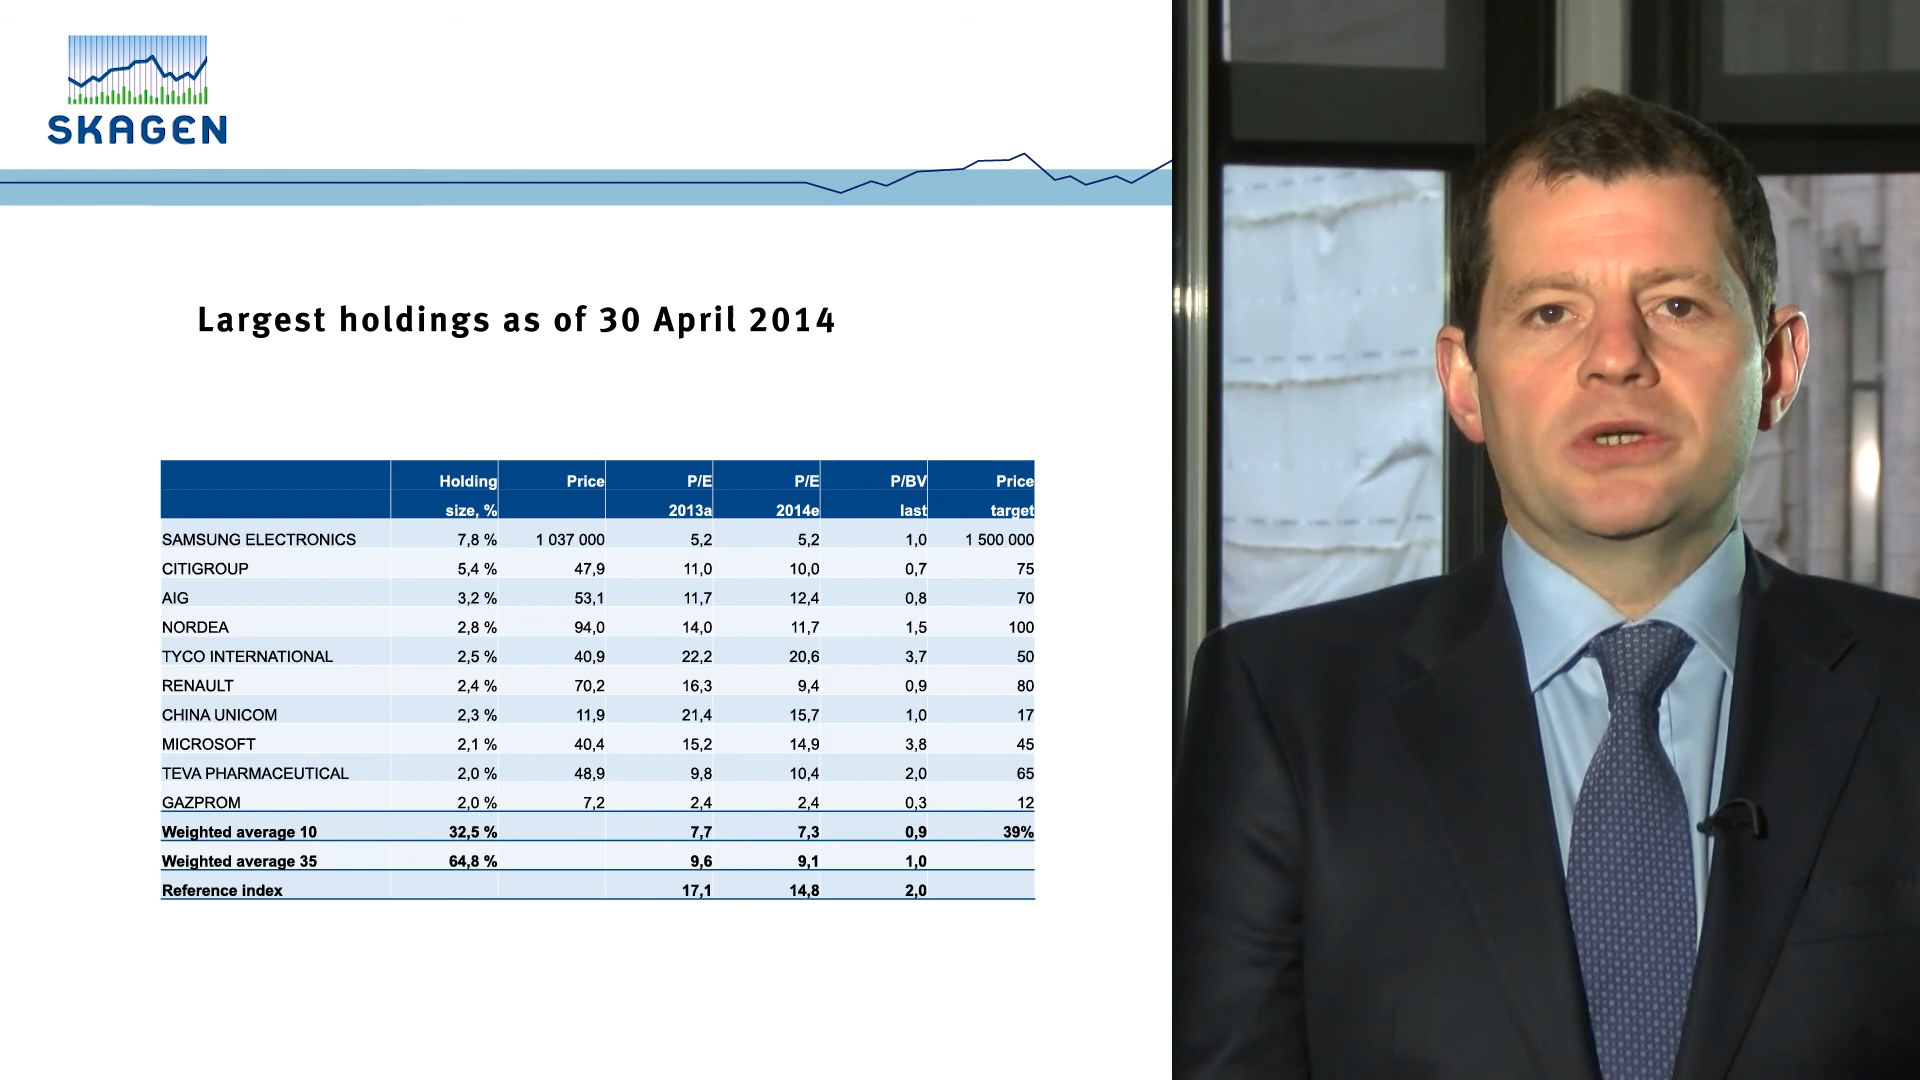 SKAGEN
Largest holdings as of 30 April 2014
Holding Price P/E P/E P/BV Price
size, % 2013a 2014e last target
SAMSUNG ELECTRONICS 7,8 % 1 037 000 5,2 5,2 1,0 1 500 000
CITIGROUP 5,4 % 47,9 11,0 10,0 0,7 75
AIG 3,2 % 53,1 11,7 12,4 0,8 70
NORDEA 2,8 % 94,0 14,0 11,7 1,5 100
TYCO INTERNATIONAL 2,5 % 40,9 22,2 20,6 3,7 50
RENAULT 2,4 % 70,2 16,3 9,4 0,9 80
CHINA UNICOM 2,3 % 11,9 21,4 15,7 1,0 17
MICROSOFT 2,1 % 40,4 15,2 14,9 3,8 45
TEVA PHARMACEUTICAL 2,0 % 48,9 9,8 10,4 2,0 65
GAZPROM 2,0 % 7,2 2,4 2,4 0,3 12
Weighted average 10 32,5 % 7,7 7,3 0,9 39%
Weighted average 35 64,8 % 9,6 9,1 1,0
Reference index 17,1 14,8 2,0